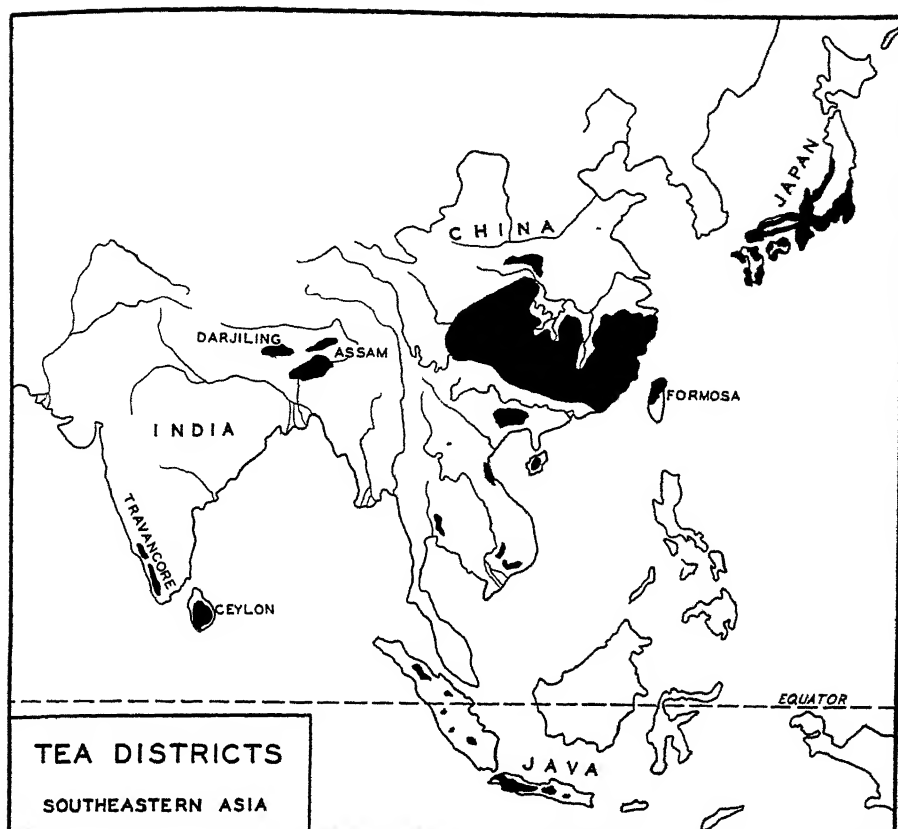 JAPAN
CHINA
DARJILING
ASSAM
FORMOSA
INDIA
TRAVANCORE
CEYLON
EQUATOR
JAVA
TEA DISTRICTS
SOUTHEASTERN ASIA